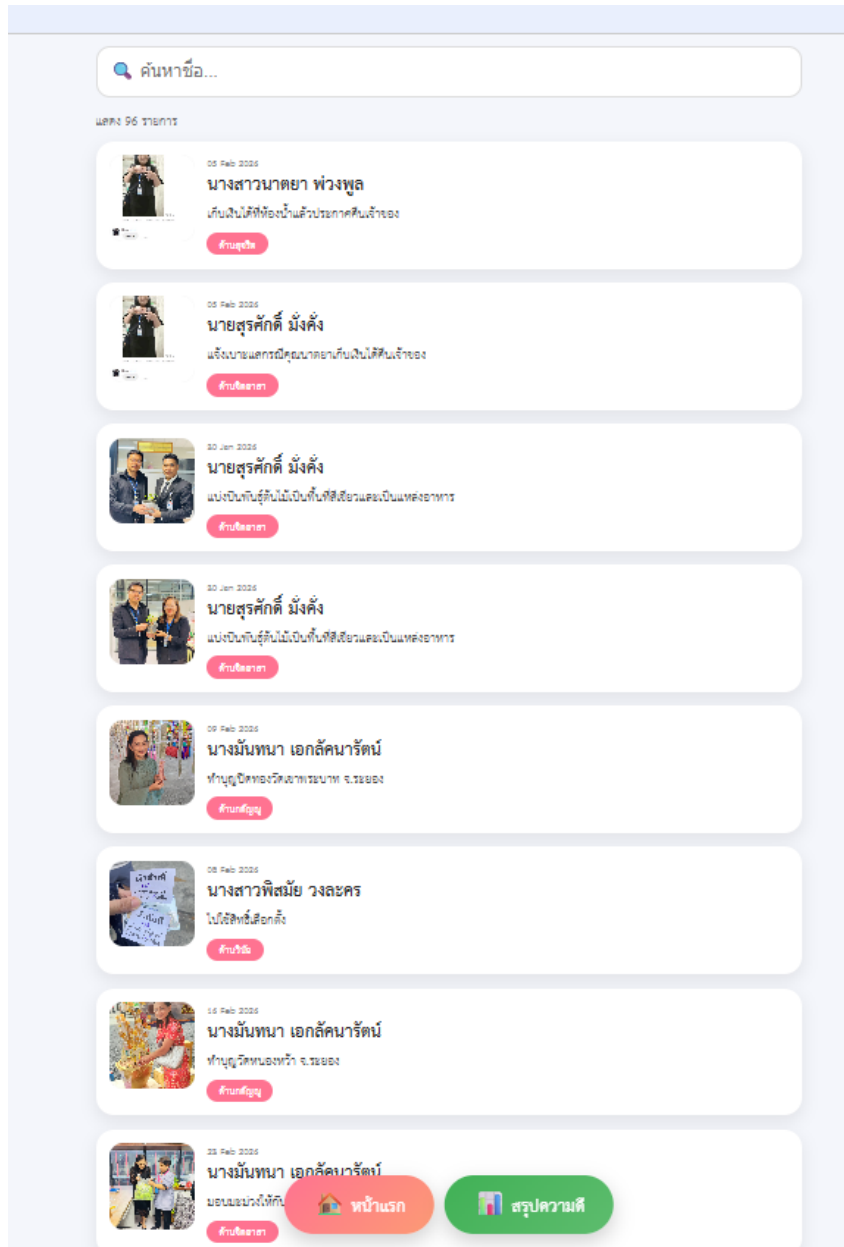 ค้นหาชื่อ...
แสดง 96 รายการ
05 Feb 2026
นางสาวนาตยา พ่วงพูล
เก็บเงินได้ที่ห้องน้ำแล้วประกาศคืนเจ้าของ
ด้านสุจริต
05 Feb 2026
นายสุรศักดิ์ มั่งคั่ง
แจ้งเบาะแสกรณีคุณนาตยาเก็บเงินได้คืนเจ้าของ
ด้านจิตอาสา
30 Jan 2026
นายสุรศักดิ์ มั่งคั่ง
แบ่งปันพันธุ์ต้นไม้เป็นพื้นที่สีเขียวและเป็นแหล่งอาหาร
ด้านจิตอาสา
30 Jan 2026
นายสุรศักดิ์ มั่งคั่ง
แบ่งปันพันธุ์ต้นไม้เป็นพื้นที่สีเขียวและเป็นแหล่งอาหาร
ด้านจิตอาสา
09 Feb 2026
นางมันทนา เอกลัคนารัตน์
ทำบุญปิดทองวัดเขาพระบาท จ.ระยอง
ด้านกตัญญู
08 Feb 2026
นางสาวพิสมัย วงละคร
ไปใช้สิทธิ์เลือกตั้ง
ด้านวินัย
16 Feb 2026
นางมันทนา เอกลัคนารัตน์
ทำบุญวัดหนองหว้า จ.ระยอง
ด้านกตัญญู
23 Feb 2026
นางมันทนา เอกลัคนารัตน์
มอบมะม่วงให้กับ
ด้านจิตอาสา
หน้าแรก
สรุปความดี